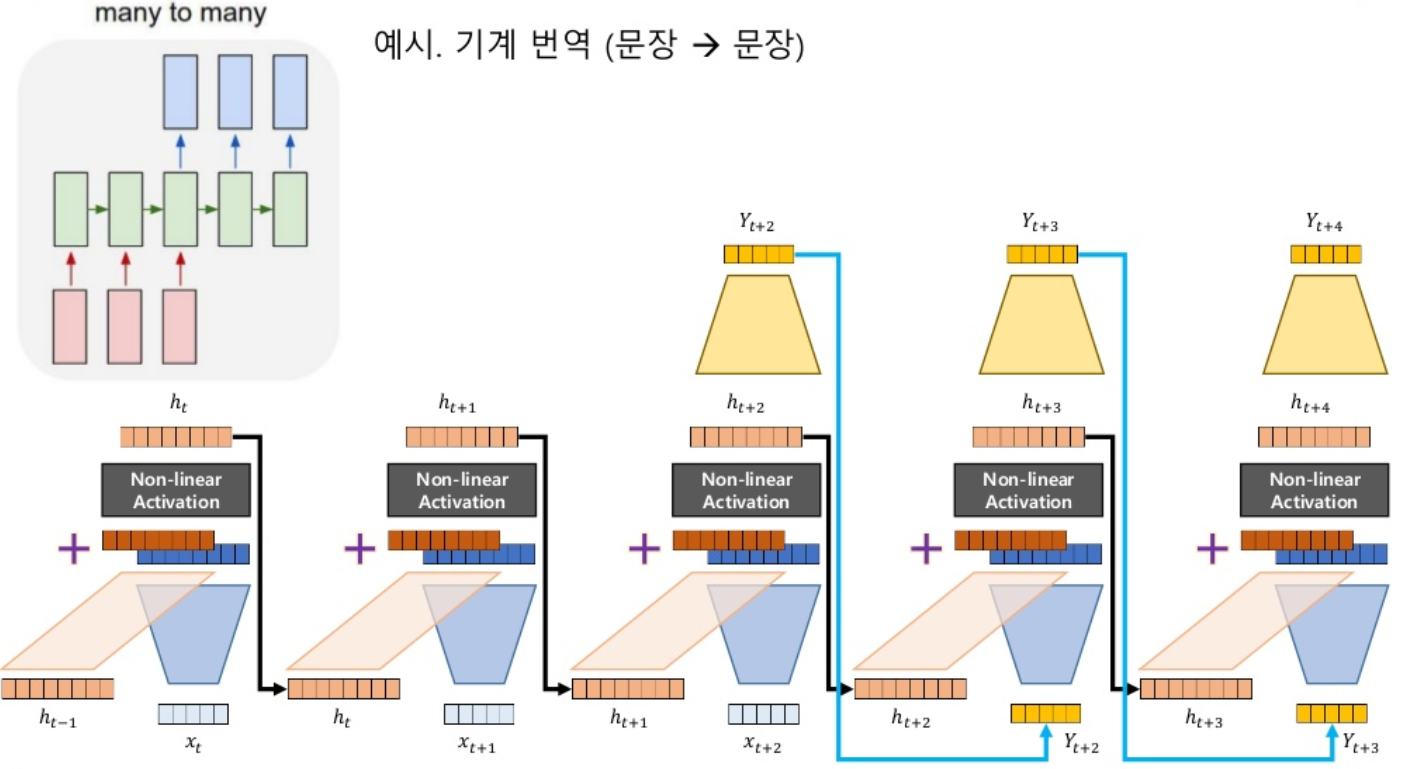 many to many
예시. 기계 번역 (문장 → 문장)
Y_{t+2}
Y_{t+3}
Y_{t+4}
h_t
h_{t+1}
h_{t+2}
h_{t+3}
h_{t+4}
Non-linear
Activation
Non-linear
Activation
Non-linear
Activation
Non-linear
Activation
Non-linear
Activation
+
+
+
+
+
h_{t-1}
x_t
h_t
x_{t+1}
h_{t+1}
x_{t+2}
h_{t+2}
Y_{t+2}
h_{t+3}
Y_{t+3}